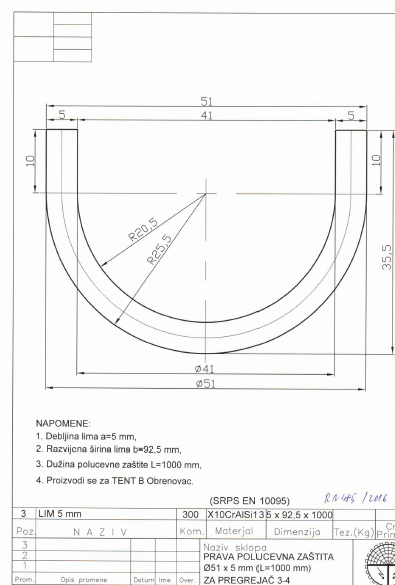 51
5
41
5
10
10
R20,5
R25,5
35,5
Ø41
Ø51
NAPOMENE:
1. Debljina lima a=5 mm,
2. Razvijena širina lima b=92,5 mm,
3. Dužina polucevne zaštite L=1000 mm,
4. Proizvodi se za TENT B Obrenovac.
(SRPS EN 10095)
RN 485 / 2016
3 LIM 5 mm 300 X10CrAlSi13 5 x 92,5 x 1000
Poz. N A Z I V Kom. Materjal Dimenzija Tez.(Kg)
3
2
1
Prom. Opis promene Datum Ime Over.
Naziv sklopa
PRAVA POLUCEVNA ZAŠTITA
Ø51 x 5 mm (L=1000 mm)
ZA PREGREJAČ 3-4